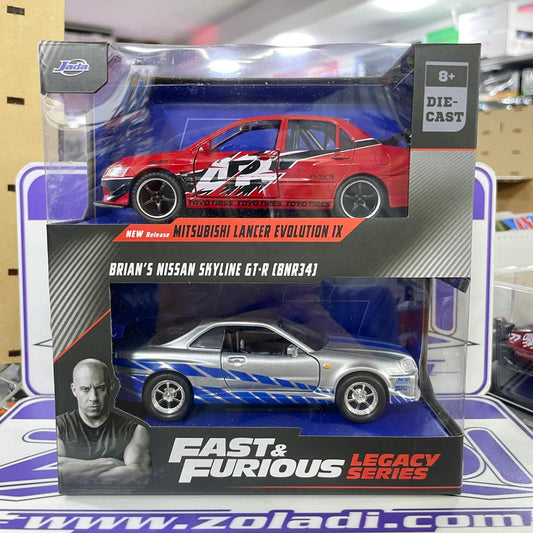 Jada
8+
DIE-
CAST
APR
TOYO TIRES TOYO TIRES TOYO TIRES
NEW Release MITSUBISHI LANCER EVOLUTION IX
BRIAN'S NISSAN SKYLINE GT-R (BNR34)
FAST & FURIOUS
LEGACY
SERIES
www.zoladi.com